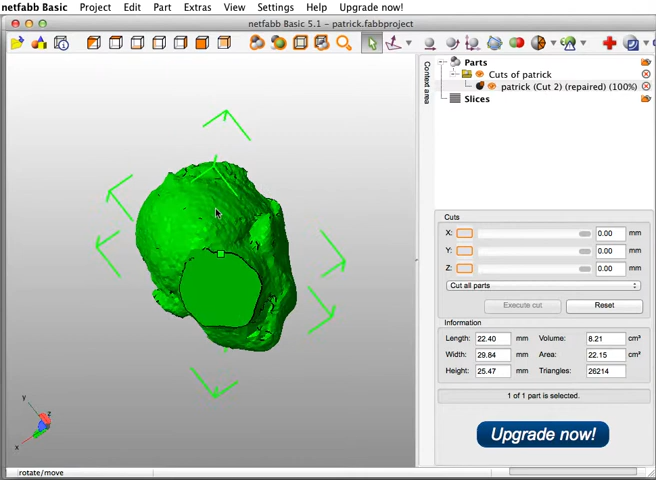 netfabb Basic Project Edit Part Extras View Settings Help Upgrade now!
netfabb Basic 5.1 - patrick.fabbproject
Context area
Parts
Cuts of patrick
patrick (Cut 2) (repaired) (100%)
Slices
Cuts
X: 0.00 mm
Y: 0.00 mm
Z: 0.00 mm
Cut all parts
Execute cut Reset
Information
Length: 22.40 mm Volume: 8.21 cm³
Width: 29.84 mm Area: 22.15 cm²
Height: 25.47 mm Triangles: 26214
1 of 1 part is selected.
Upgrade now!
y
z
x
rotate/move